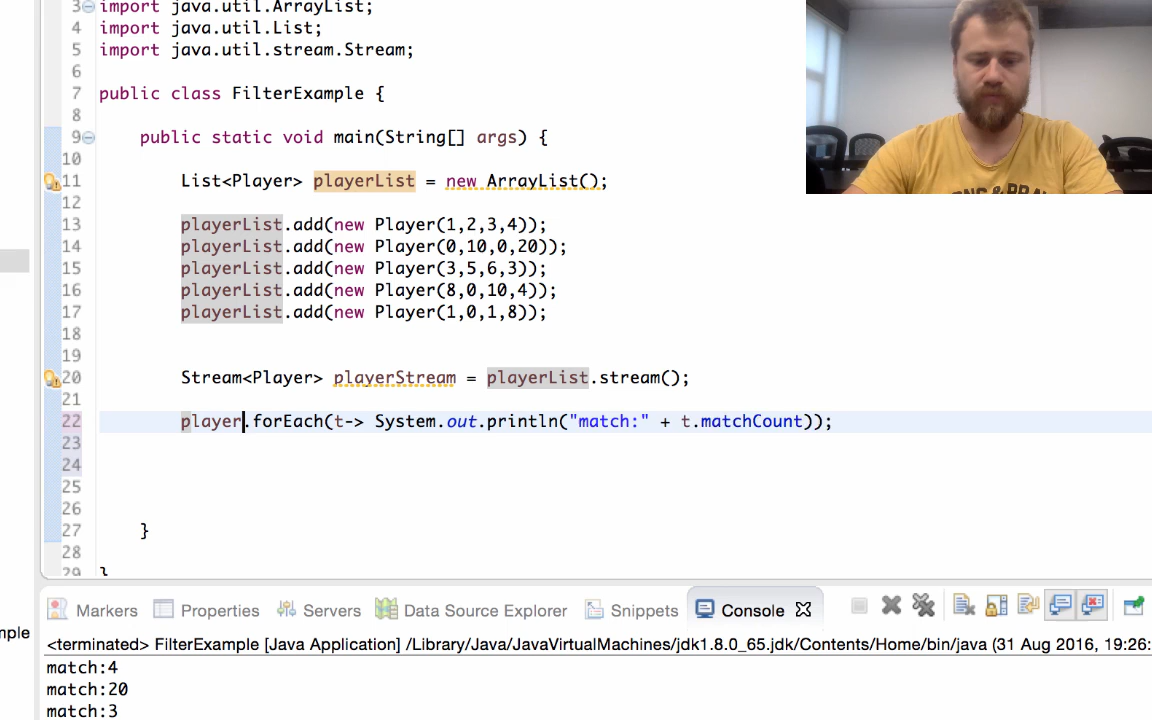 3 import java.util.ArrayList;
4 import java.util.List;
5 import java.util.stream.Stream;
6
7 public class FilterExample {
8
9 public static void main(String[] args) {
10
11 List<Player> playerList = new ArrayList();
12
13 playerList.add(new Player(1,2,3,4));
14 playerList.add(new Player(0,10,0,20));
15 playerList.add(new Player(3,5,6,3));
16 playerList.add(new Player(8,0,10,4));
17 playerList.add(new Player(1,0,1,8));
18
19
20 Stream<Player> playerStream = playerList.stream();
21
22 player.forEach(t-> System.out.println("match:" + t.matchCount));
23
24
25
26
27 }
28
29 }
Markers Properties Servers Data Source Explorer Snippets Console
<terminated> FilterExample [Java Application] /Library/Java/JavaVirtualMachines/jdk1.8.0_65.jdk/Contents/Home/bin/java (31 Aug 2016, 19:26:
match:4
match:20
match:3